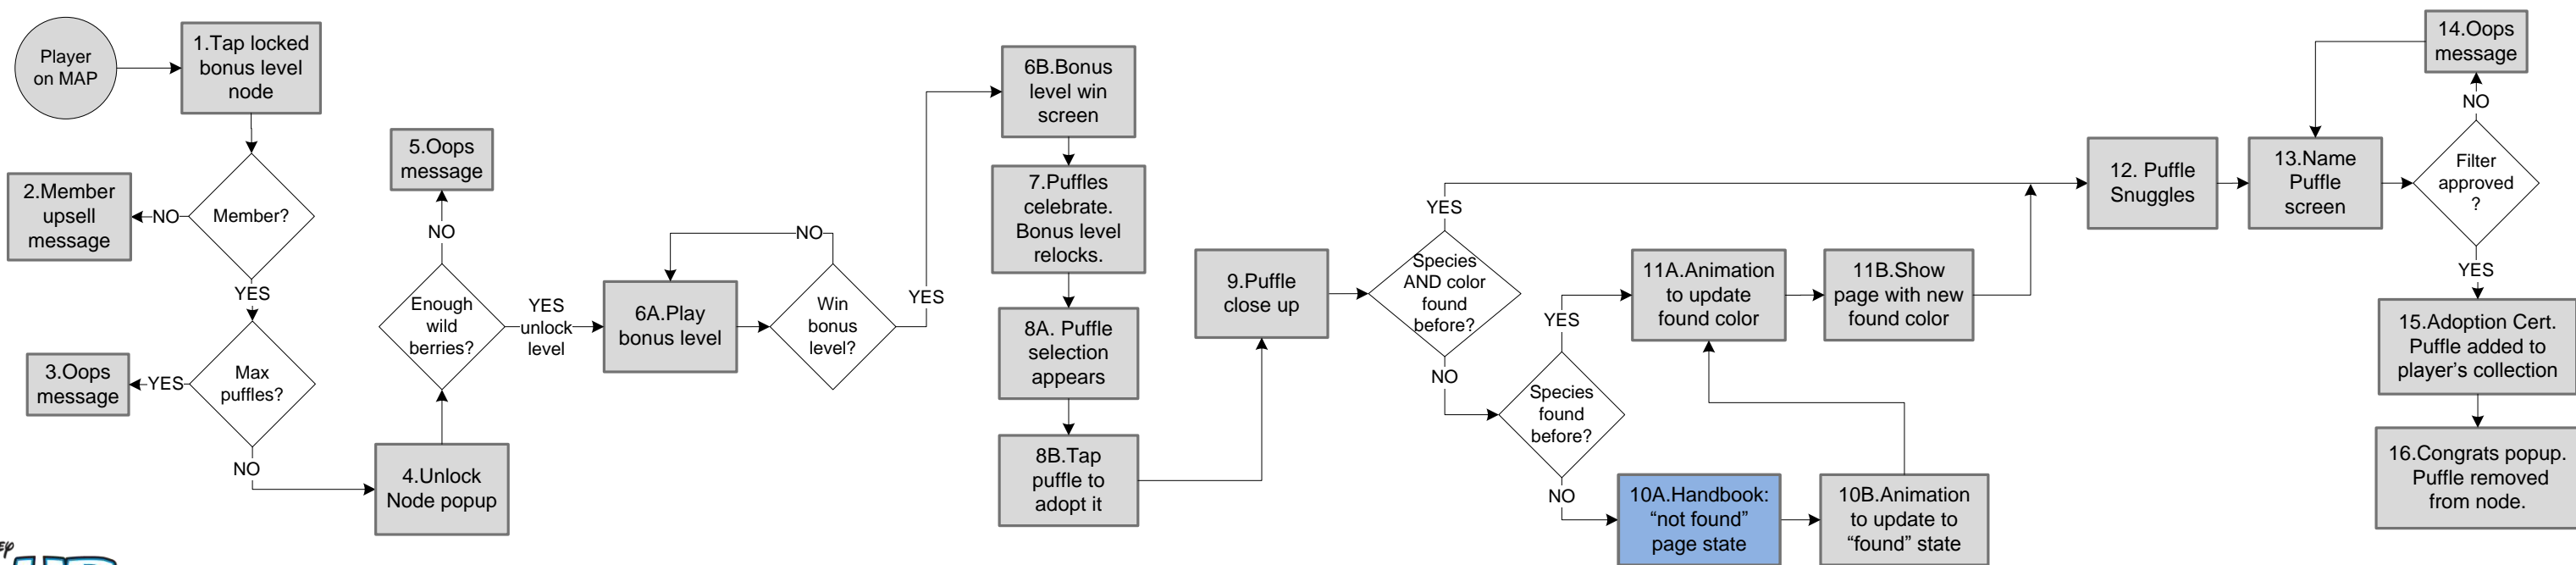 Player
on MAP
1.Tap locked
bonus level
node
Member?
NO
2.Member
upsell
message
YES
Max
puffles?
YES
3.Oops
message
NO
4.Unlock
Node popup
Enough
wild
berries?
NO
5.Oops
message
YES
unlock
level
6A.Play
bonus level
Win
bonus
level?
NO
YES
6B.Bonus
level win
screen
7.Puffles
celebrate.
Bonus level
relocks.
8A. Puffle
selection
appears
8B.Tap
puffle to
adopt it
9.Puffle
close up
Species
AND color
found
before?
YES
NO
Species
found
before?
YES
NO
10A.Handbook:
“not found”
page state
10B.Animation
to update to
“found” state
11A.Animation
to update
found color
11B.Show
page with new
found color
12. Puffle
Snuggles
13.Name
Puffle
screen
Filter
approved
?
NO
14.Oops
message
YES
15.Adoption Cert.
Puffle added to
player’s collection
16.Congrats popup.
Puffle removed
from node.